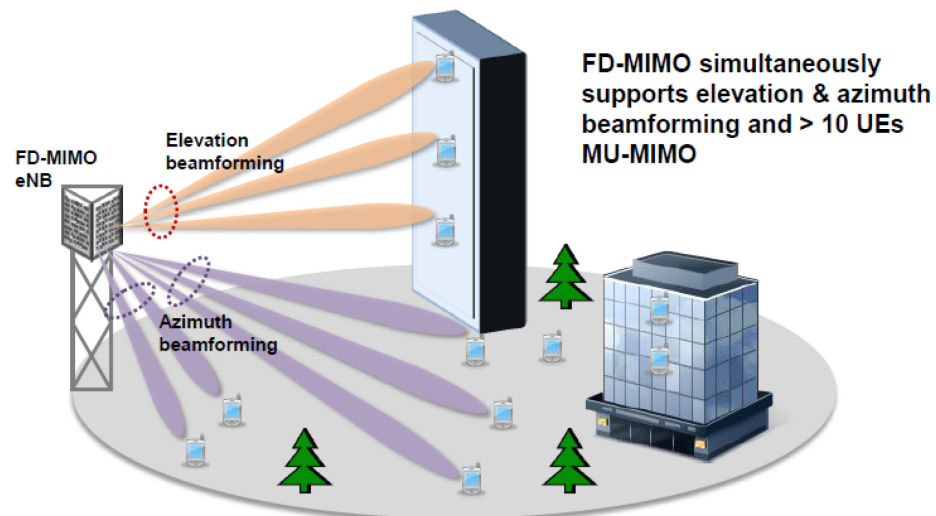 FD-MIMO simultaneously
supports elevation & azimuth
beamforming and > 10 UEs
MU-MIMO
Elevation
beamforming
FD-MIMO
eNB
Azimuth
beamforming